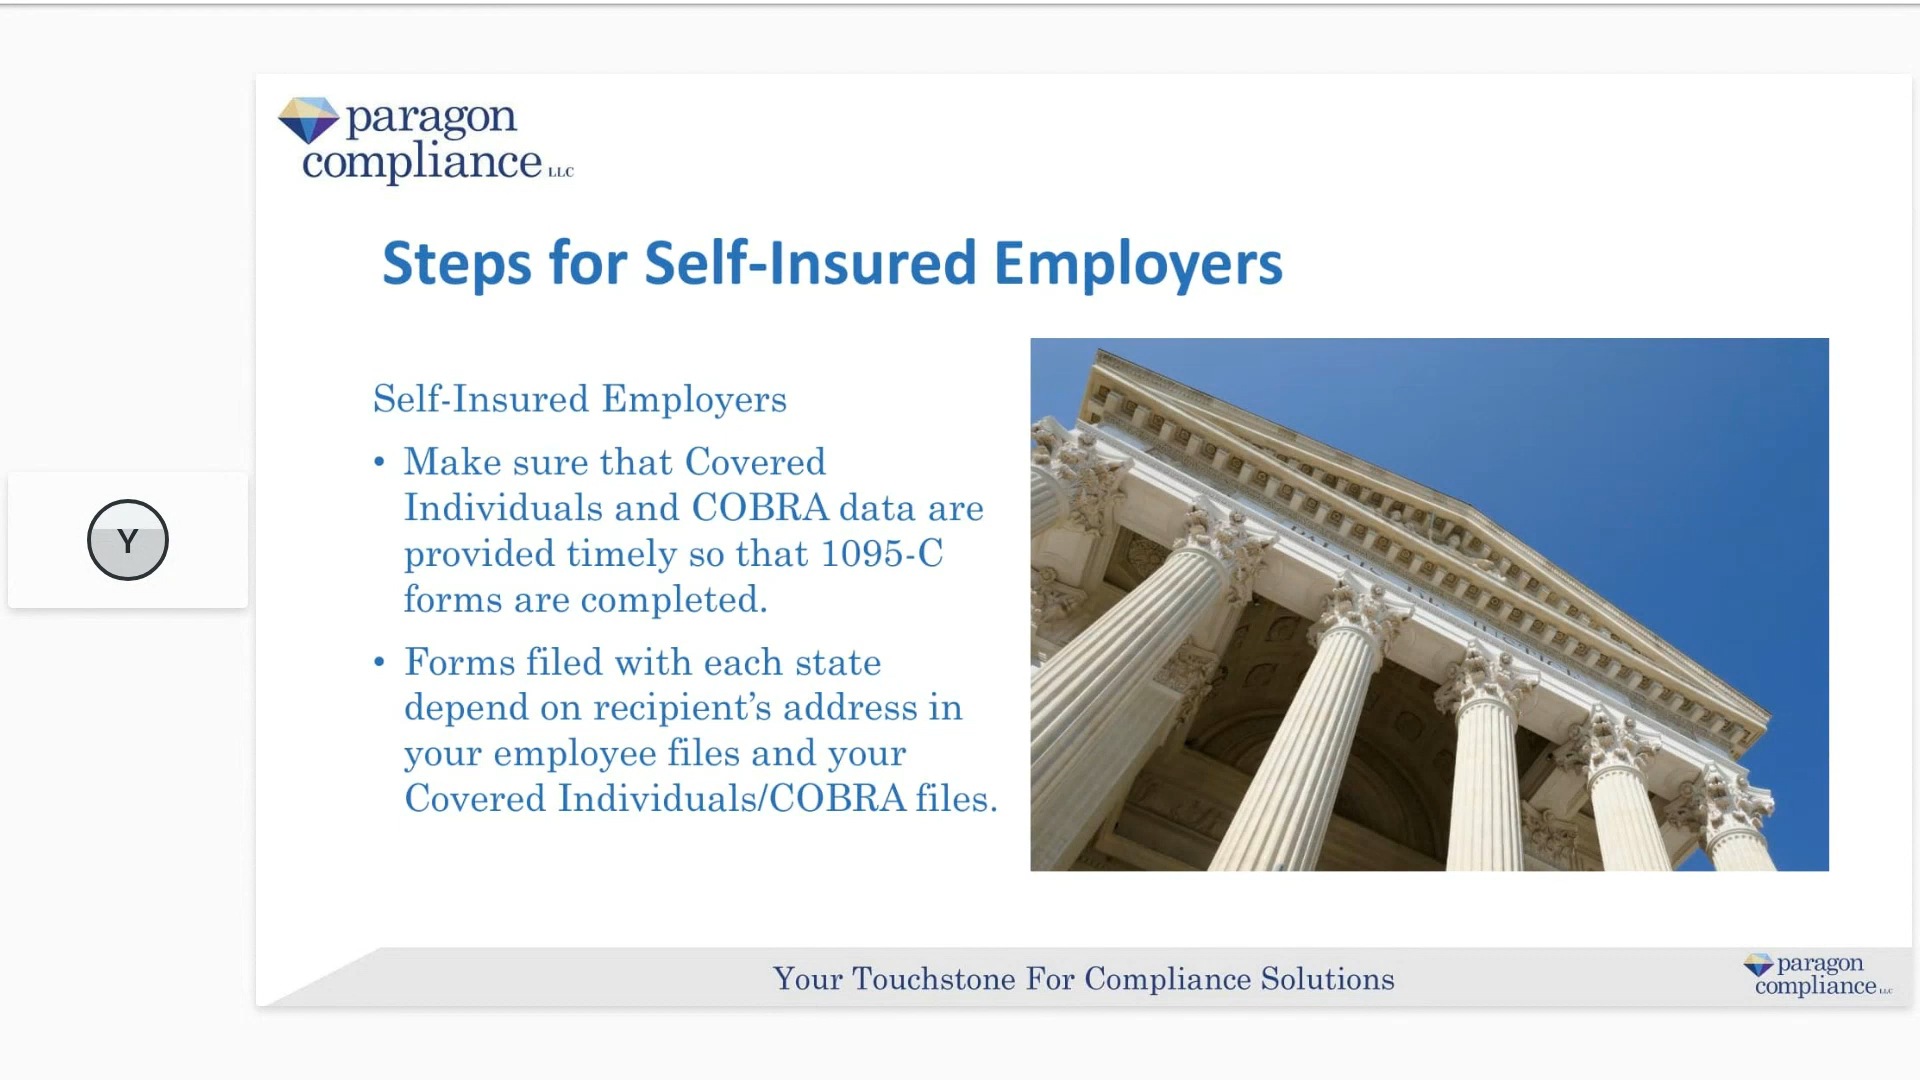 paragon
compliance LLC
Steps for Self-Insured Employers
Self-Insured Employers
• Make sure that Covered
Individuals and COBRA data are
provided timely so that 1095-C
forms are completed.
• Forms filed with each state
depend on recipient’s address in
your employee files and your
Covered Individuals/COBRA files.
Y
Your Touchstone For Compliance Solutions
paragon
compliance LLC